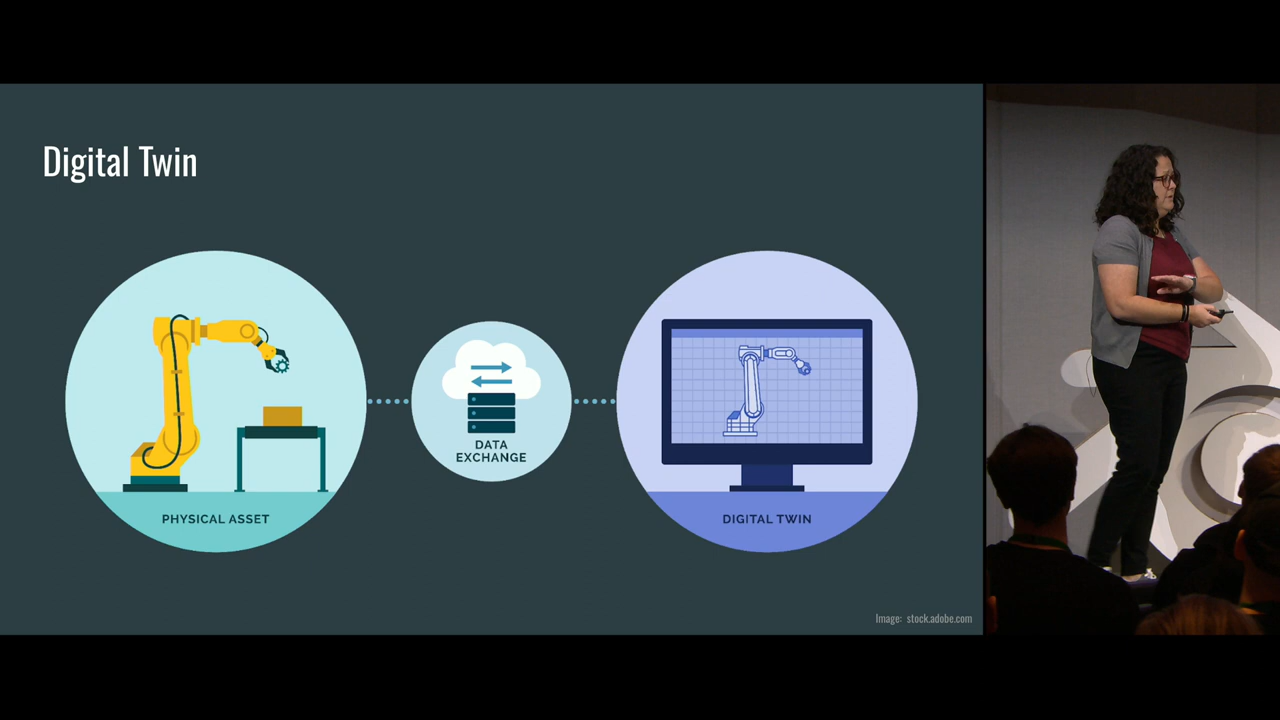 Digital Twin
DATA
EXCHANGE
PHYSICAL ASSET
DIGITAL TWIN
Image: stock.adobe.com